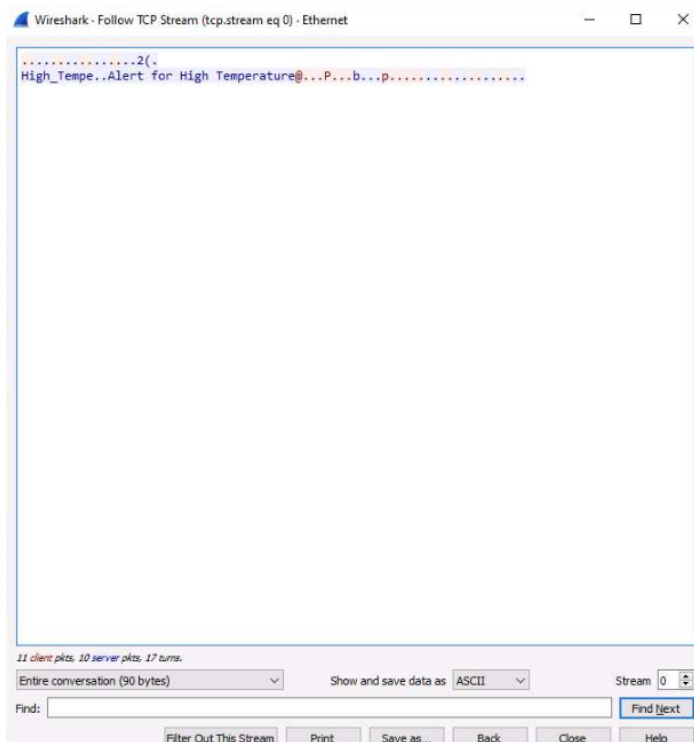 Wireshark · Follow TCP Stream (tcp.stream eq 0) · Ethernet
................2(.
High_Tempe..Alert for High Temperature@...P...b...p...................
11 client pkts, 10 server pkts, 17 turns.
Entire conversation (90 bytes) Show and save data as ASCII Stream 0
Find: Find Next
Filter Out This Stream Print Save as... Back Close Help